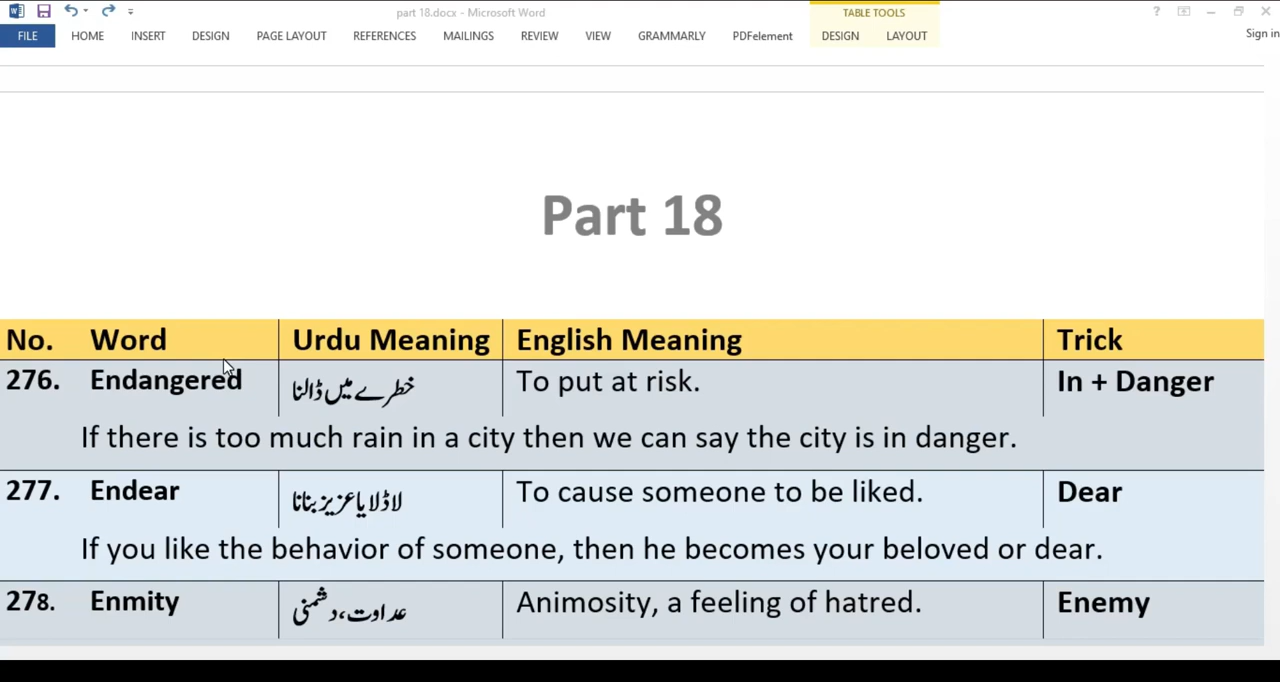 part 18.docx - Microsoft Word
TABLE TOOLS
?
FILE HOME INSERT DESIGN PAGE LAYOUT REFERENCES MAILINGS REVIEW VIEW GRAMMARLY PDFelement DESIGN LAYOUT Sign in
Part 18
No. Word Urdu Meaning English Meaning Trick
276. Endangered خطرے میں ڈالنا To put at risk. In + Danger
If there is too much rain in a city then we can say the city is in danger.
277. Endear لاڈلا یا عزیز بنانا To cause someone to be liked. Dear
If you like the behavior of someone, then he becomes your beloved or dear.
278. Enmity عداوت، دشمنی Animosity, a feeling of hatred. Enemy